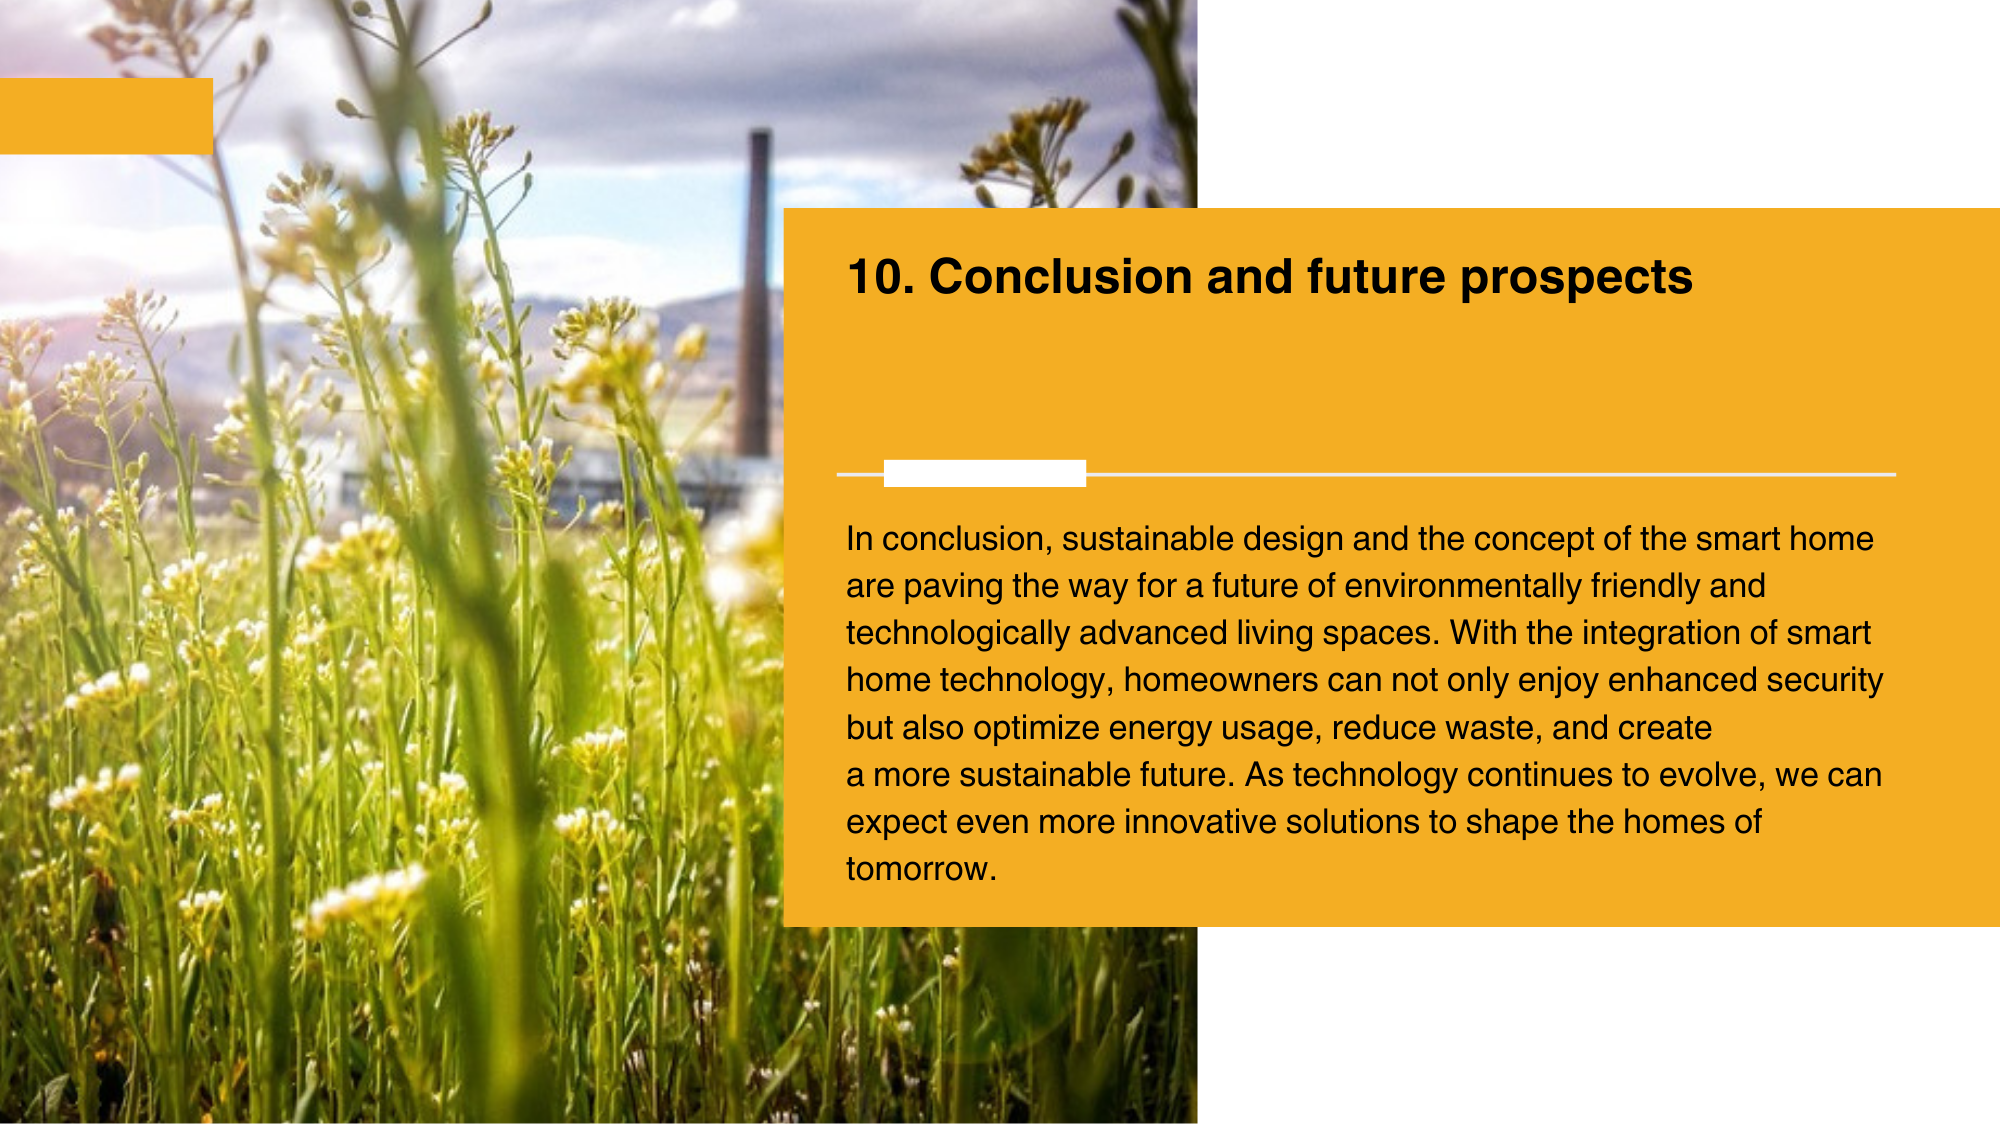 10. Conclusion and future prospects
In conclusion, sustainable design and the concept of the smart home
are paving the way for a future of environmentally friendly and
technologically advanced living spaces. With the integration of smart
home technology, homeowners can not only enjoy enhanced security
but also optimize energy usage, reduce waste, and create
a more sustainable future. As technology continues to evolve, we can
expect even more innovative solutions to shape the homes of
tomorrow.